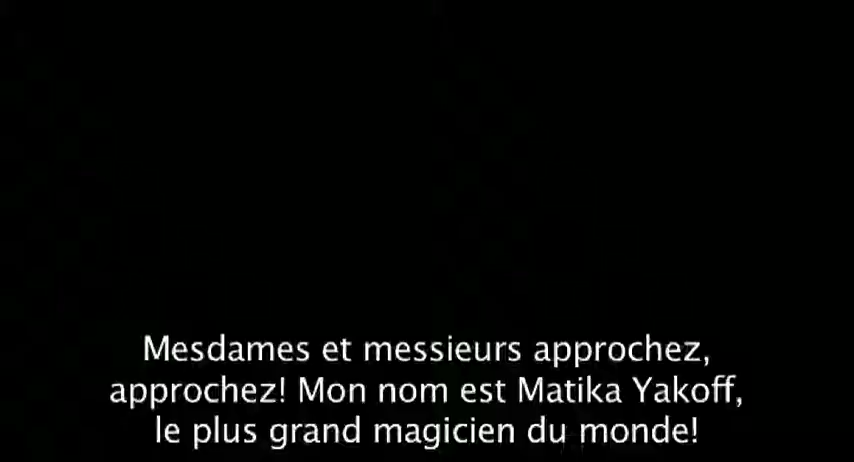 Mesdames et messieurs approchez,
approchez! Mon nom est Matika Yakoff,
le plus grand magicien du monde!